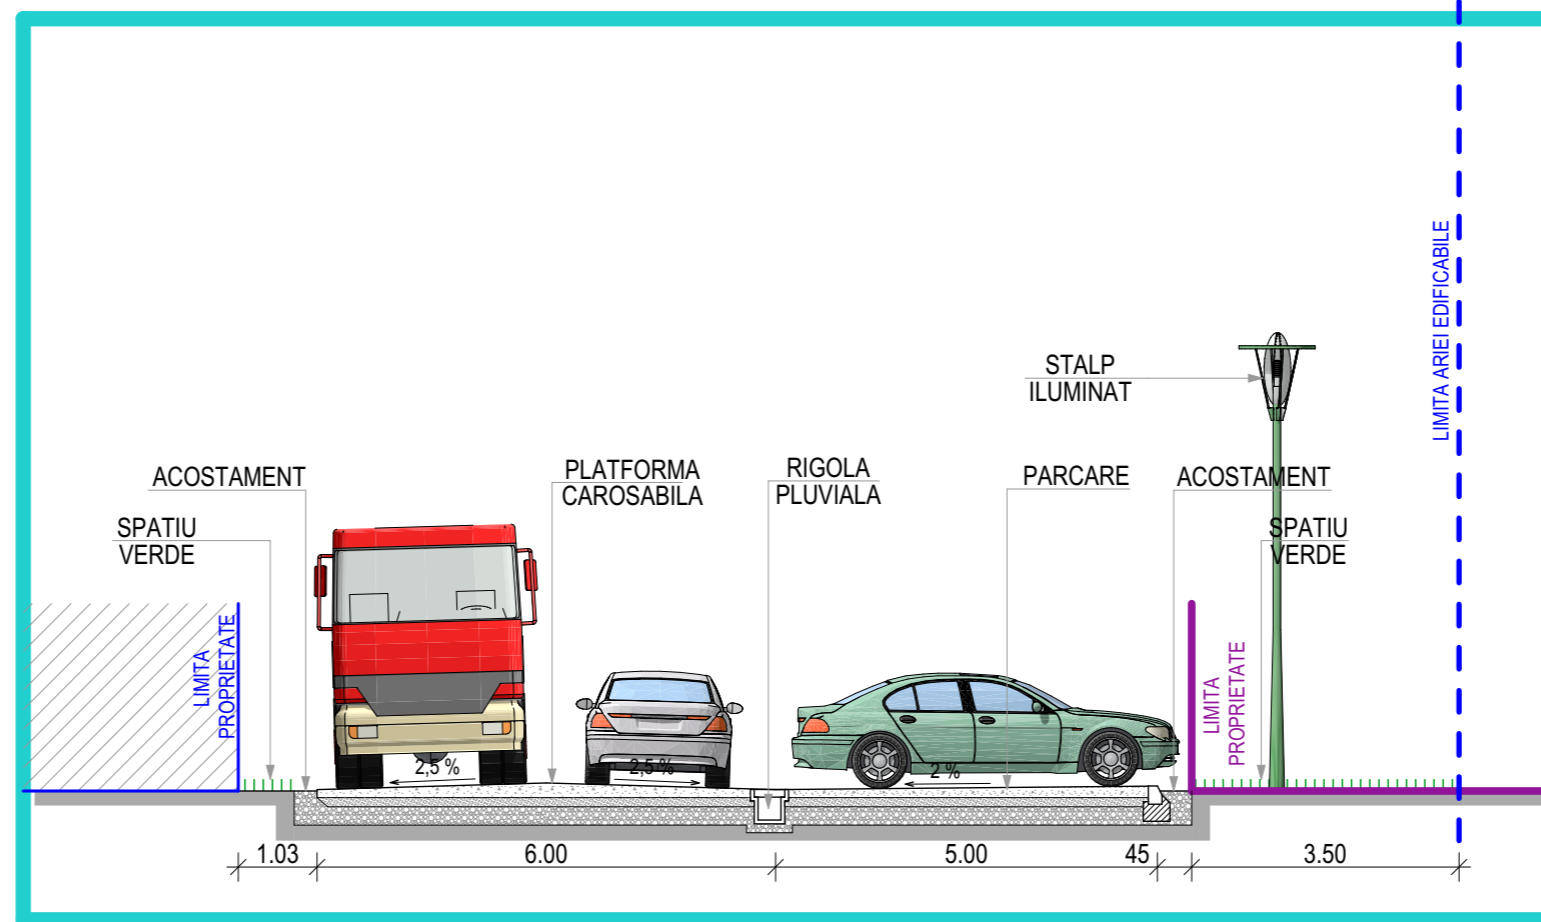 LIMITA ARIEI EDIFICABILE
STALP
ILUMINAT
ACOSTAMENT
PLATFORMA
CAROSABILA
RIGOLA
PLUVIALA
PARCARE
ACOSTAMENT
SPATIU
VERDE
SPATIU
VERDE
LIMITA
PROPRIETATE
LIMITA
PROPRIETATE
2,5 %
2,5 %
2 %
1.03
6.00
5.00
45
3.50